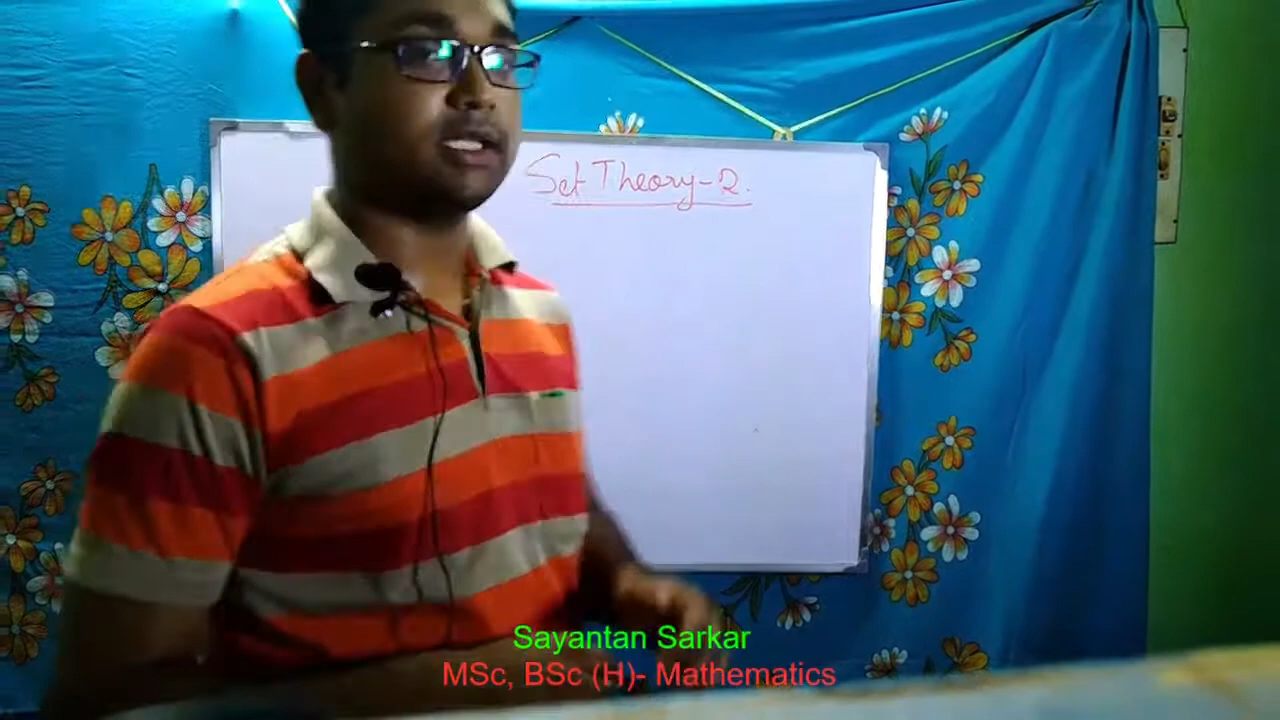 Set Theory-2.
Sayantan Sarkar
MSc, BSc (H)- Mathematics